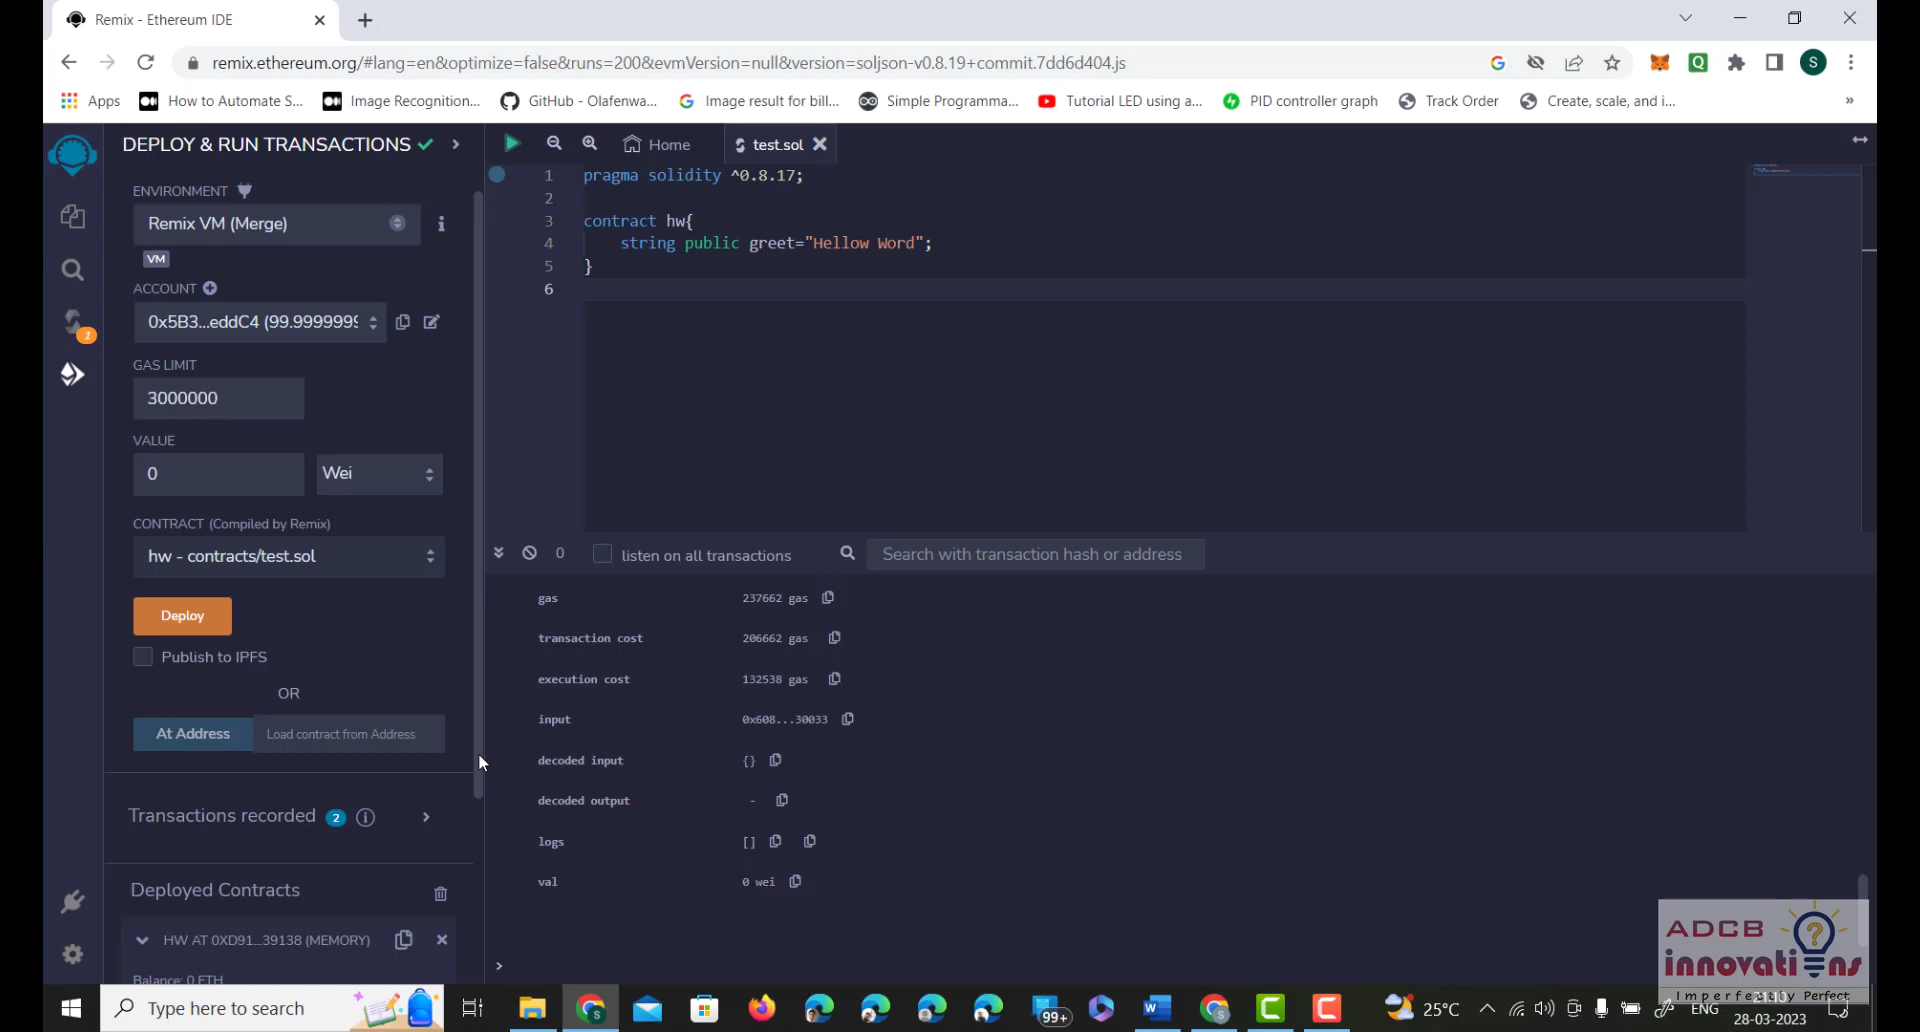 Remix - Ethereum IDE
remix.ethereum.org/#lang=en&optimize=false&runs=200&evmVersion=null&version=soljson-v0.8.19+commit.7dd6d404.js
S
Apps How to Automate S... Image Recognition... GitHub - Olafenwa... Image result for bill... Simple Programma... Tutorial LED using a... PID controller graph Track Order Create, scale, and i... »
DEPLOY & RUN TRANSACTIONS
Home test.sol
ENVIRONMENT
Remix VM (Merge)
VM
ACCOUNT
0x5B3...eddC4 (99.9999999
GAS LIMIT
3000000
VALUE
0 Wei
CONTRACT (Compiled by Remix)
hw - contracts/test.sol
Deploy
Publish to IPFS
OR
At Address Load contract from Address
Transactions recorded 2
Deployed Contracts
HW AT 0XD91...39138 (MEMORY)
Balance: 0 ETH
1
1 pragma solidity ^0.8.17;
2
3 contract hw{
4 string public greet="Hellow Word";
5 }
6
0 listen on all transactions Search with transaction hash or address
gas 237662 gas
transaction cost 206662 gas
execution cost 132538 gas
input 0x608...30033
decoded input {}
decoded output -
logs []
val 0 wei
>
ADCB
innovati ns
Imperfectly Perfect
Type here to search
99+
25°C
ENG
28-03-2023